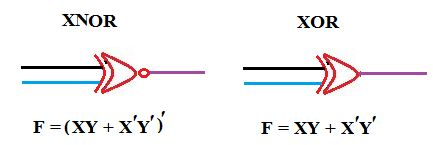 XNOR XOR
F = (XY + X′Y′)′ F = XY + X′Y′